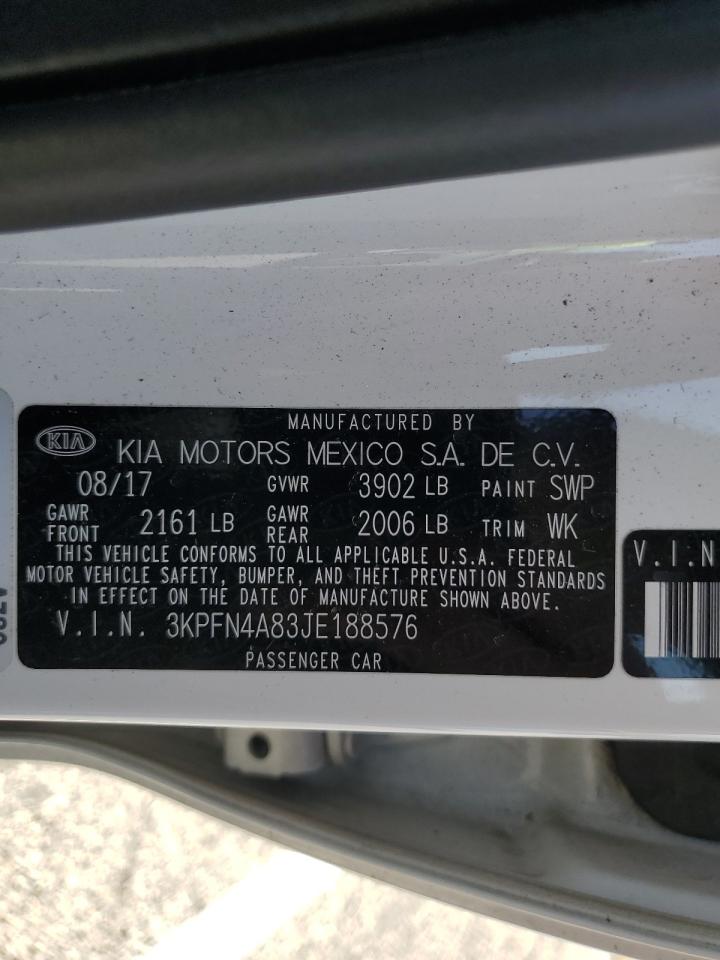 MANUFACTURED BY
KIA KIA MOTORS MEXICO S.A. DE C.V.
08/17 GVWR 3902 LB PAINT SWP
GAWR FRONT 2161 LB GAWR REAR 2006 LB TRIM WK
THIS VEHICLE CONFORMS TO ALL APPLICABLE U.S.A. FEDERAL
MOTOR VEHICLE SAFETY, BUMPER, AND THEFT PREVENTION STANDARDS
IN EFFECT ON THE DATE OF MANUFACTURE SHOWN ABOVE.
V.I.N. 3KPFN4A83JE188576
PASSENGER CAR
V.I.N